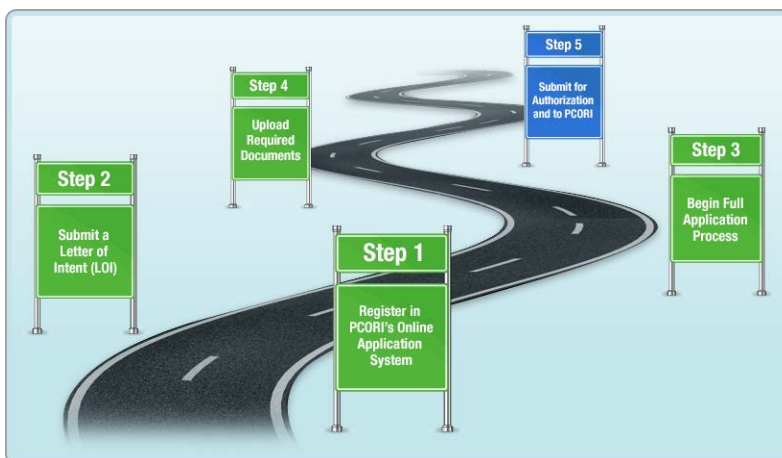 Step 1
Register in
PCORI's Online
Application
System
Step 2
Submit a
Letter of
Intent (LOI)
Step 3
Begin Full
Application
Process
Step 4
Upload
Required
Documents
Step 5
Submit for
Authorization
and to PCORI